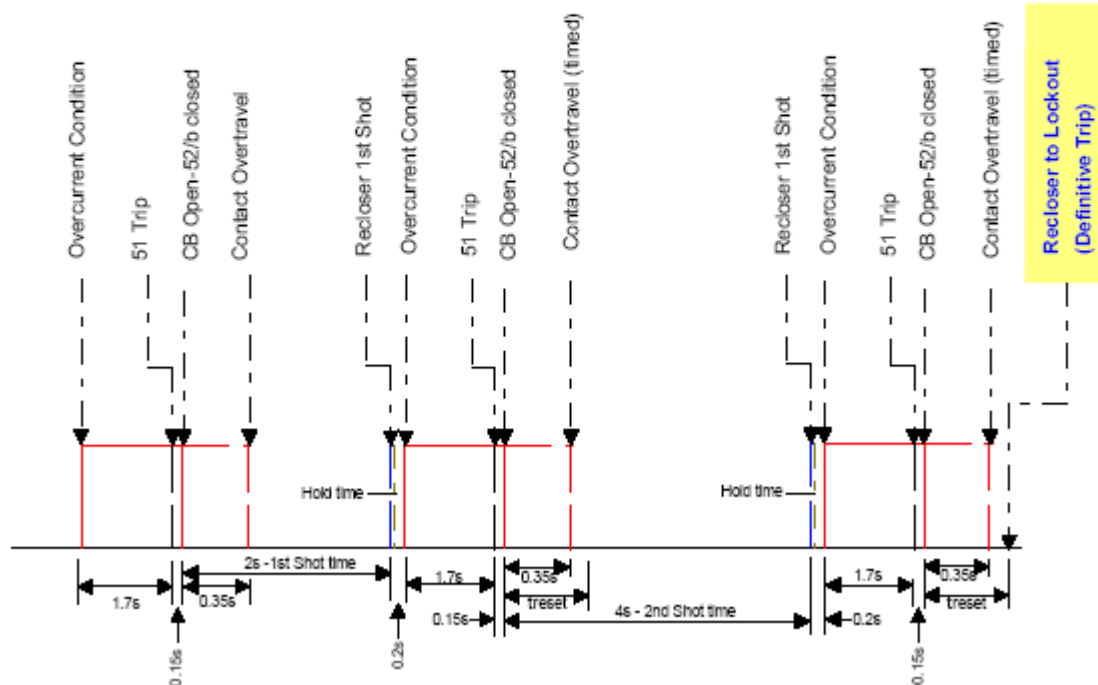 Overcurrent Condition
51 Trip
CB Open-52/b closed
Contact Overtravel
Recloser 1st Shot
Overcurrent Condition
51 Trip
CB Open-52/b closed
Contact Overtravel (timed)
Recloser 1st Shot
Overcurrent Condition
51 Trip
CB Open-52/b closed
Contact Overtravel (timed)
Recloser to Lockout
(Definitive Trip)
Hold time
Hold time
2s -1st Shot time
1.7s
0.35s
0.15s
0.2s
1.7s
0.35s
treset
0.15s
4s - 2nd Shot time
0.2s
1.7s
0.35s
treset
0.15s